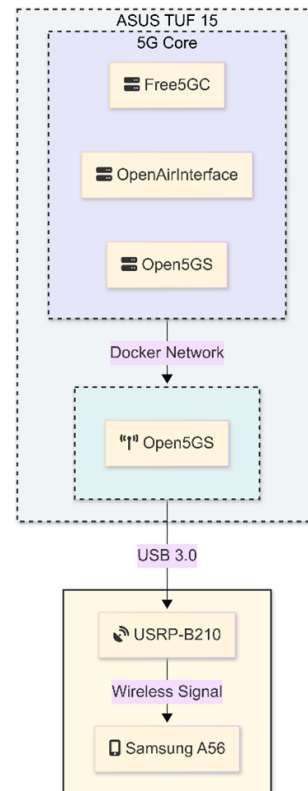 ASUS TUF 15
5G Core
Free5GC
OpenAirInterface
Open5GS
Docker Network
Open5GS
USB 3.0
USRP-B210
Wireless Signal
Samsung A56